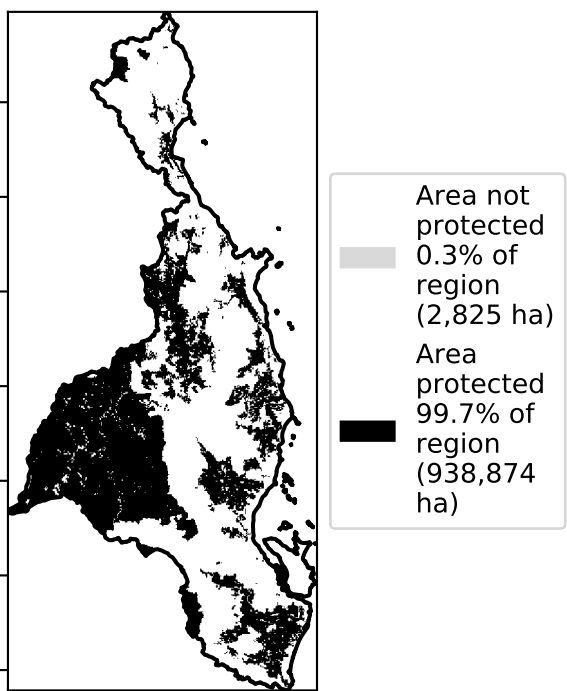 Area not
protected
0.3% of
region
(2,825 ha)
Area
protected
99.7% of
region
(938,874
ha)